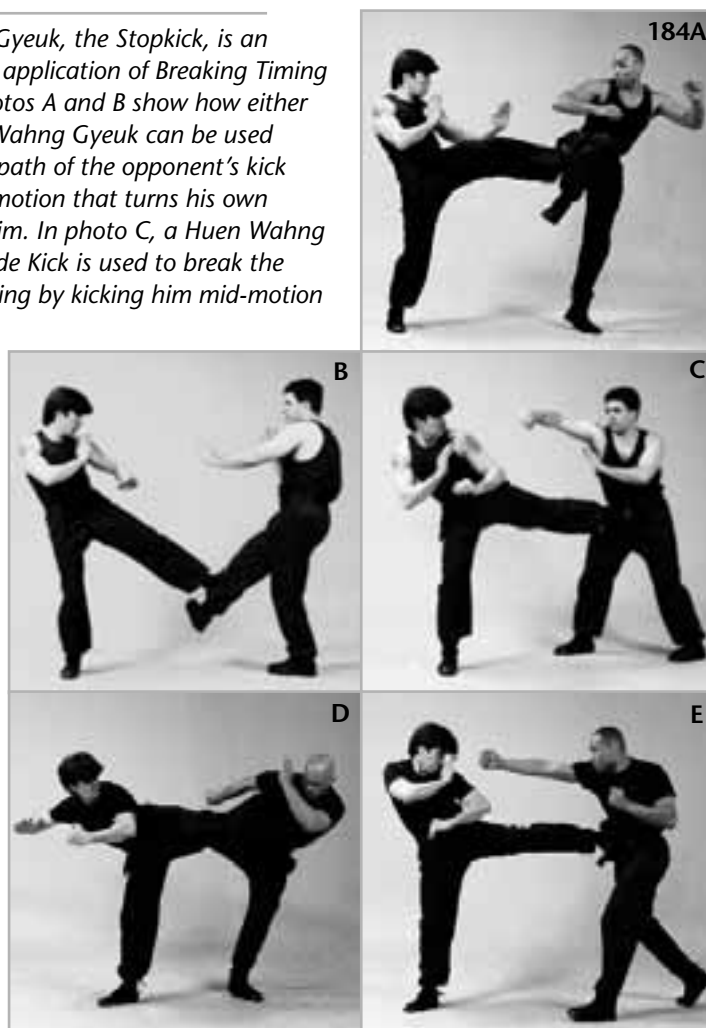 Gyeuk, the Stopkick, is an
application of Breaking Timing
otos A and B show how either
Wahng Gyeuk can be used
path of the opponent's kick
motion that turns his own
im. In photo C, a Huen Wahng
de Kick is used to break the
ing by kicking him mid-motion
184A
B
C
D
E